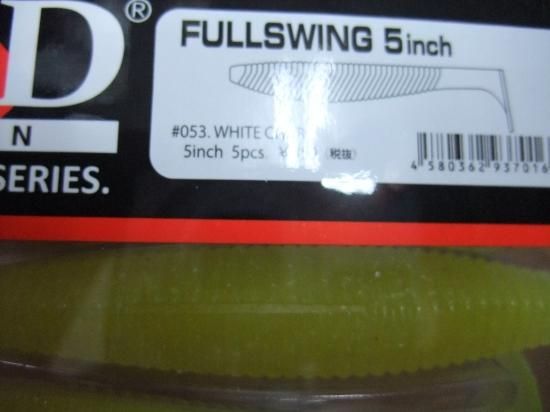 D®
FULLSWING 5inch
N
#053. WHITE
SERIES.
5inch 5pcs. (税抜)
4 580362 937016